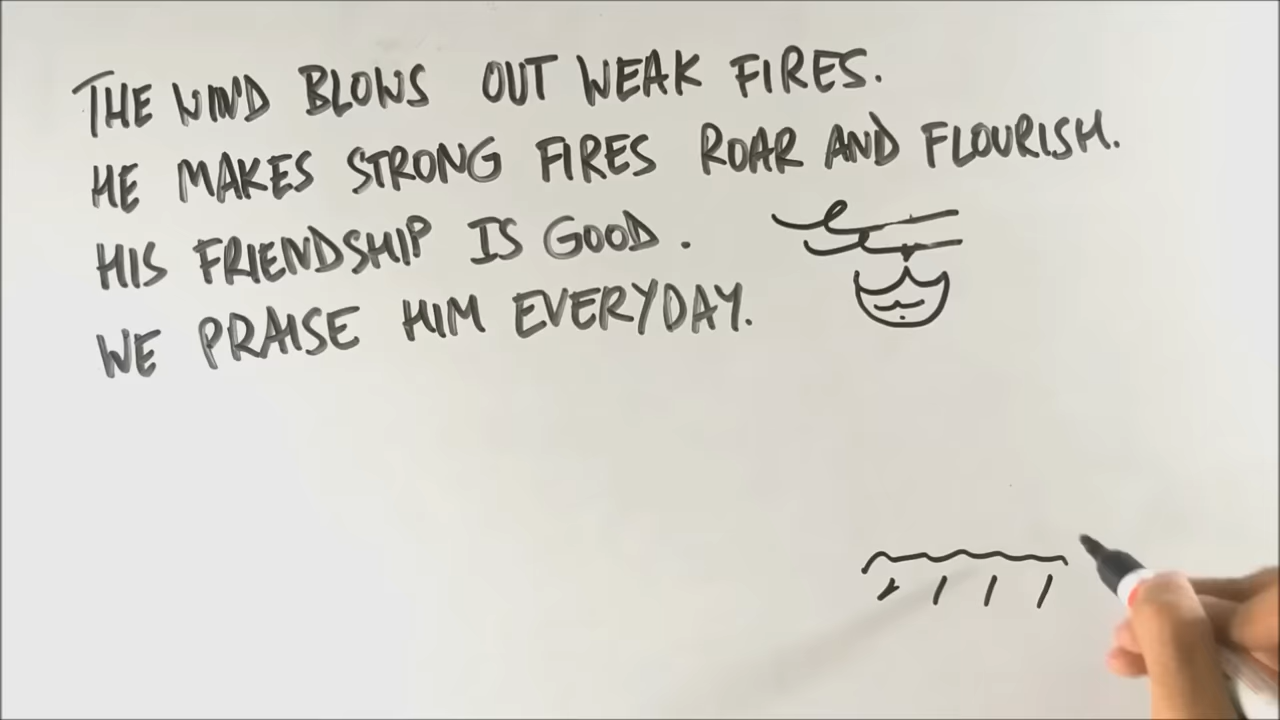 THE WIND BLOWS OUT WEAK FIRES.
HE MAKES STRONG FIRES ROAR AND FLOURISH.
HIS FRIENDSHIP IS GOOD.
WE PRAISE HIM EVERYDAY.